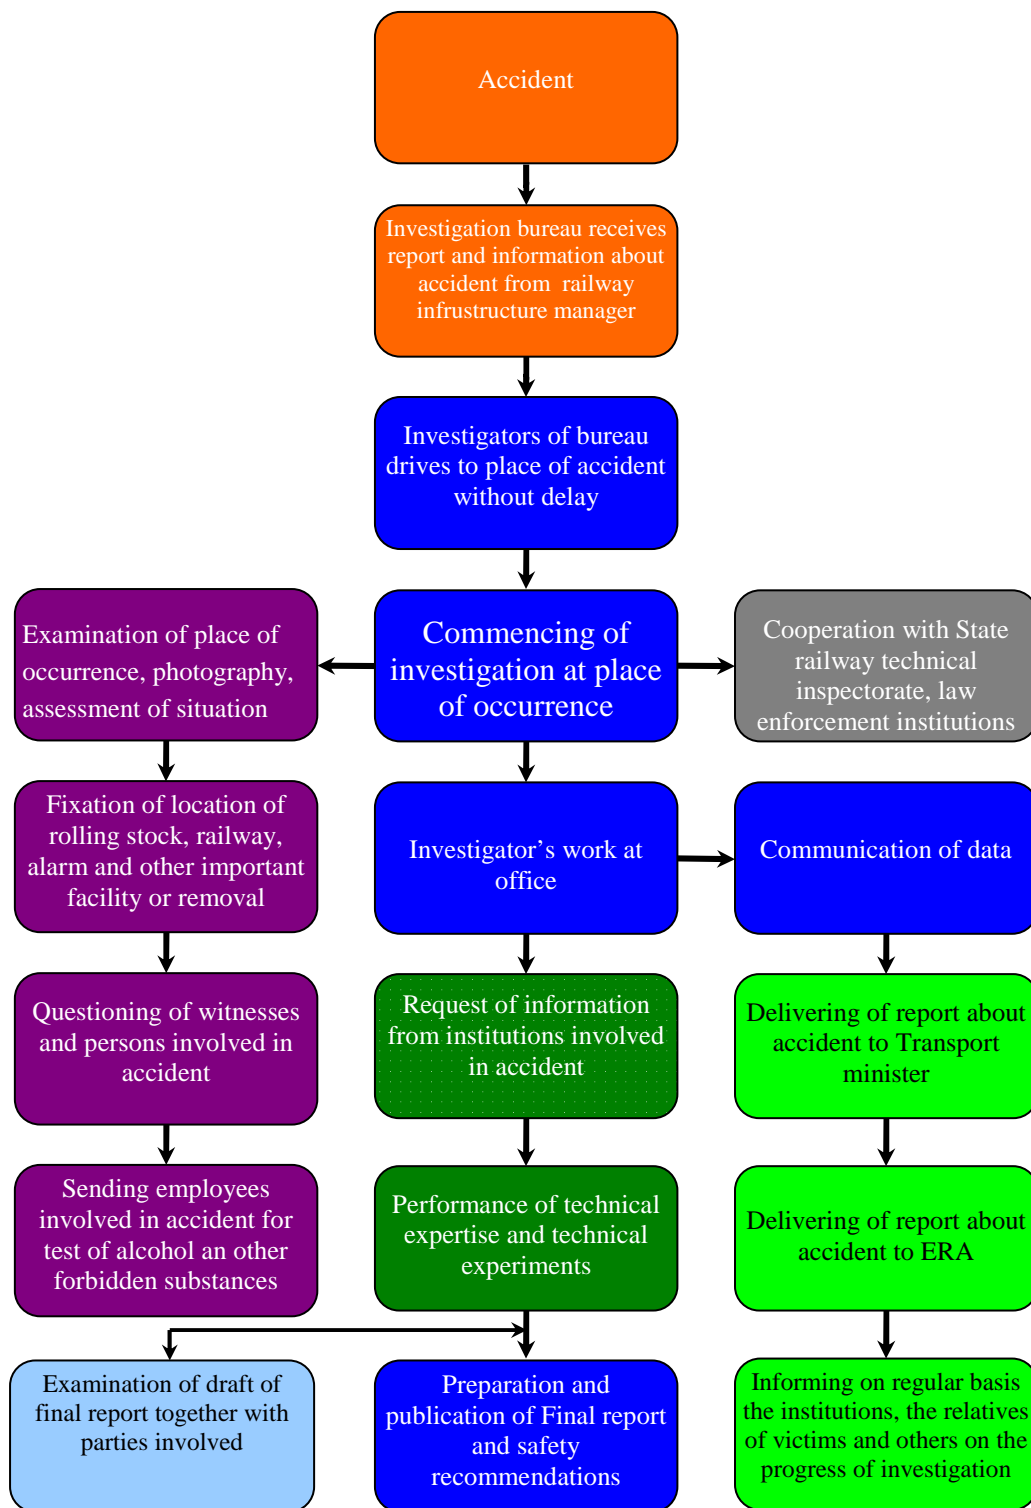 Accident
Investigation bureau receives
report and information about
accident from railway
infrustructure manager
Investigators of bureau
drives to place of accident
without delay
Examination of place of
occurrence, photography,
assessment of situation
Commencing of
investigation at place
of occurrence
Cooperation with State
railway technical
inspectorate, law
enforcement institutions
Fixation of location of
rolling stock, railway,
alarm and other important
facility or removal
Investigator’s work at
office
Communication of data
Questioning of witnesses
and persons involved in
accident
Request of information
from institutions involved
in accident
Delivering of report about
accident to Transport
minister
Sending employees
involved in accident for
test of alcohol an other
forbidden substances
Performance of technical
expertise and technical
experiments
Delivering of report about
accident to ERA
Examination of draft of
final report together with
parties involved
Preparation and
publication of Final report
and safety
recommendations
Informing on regular basis
the institutions, the relatives
of victims and others on the
progress of investigation